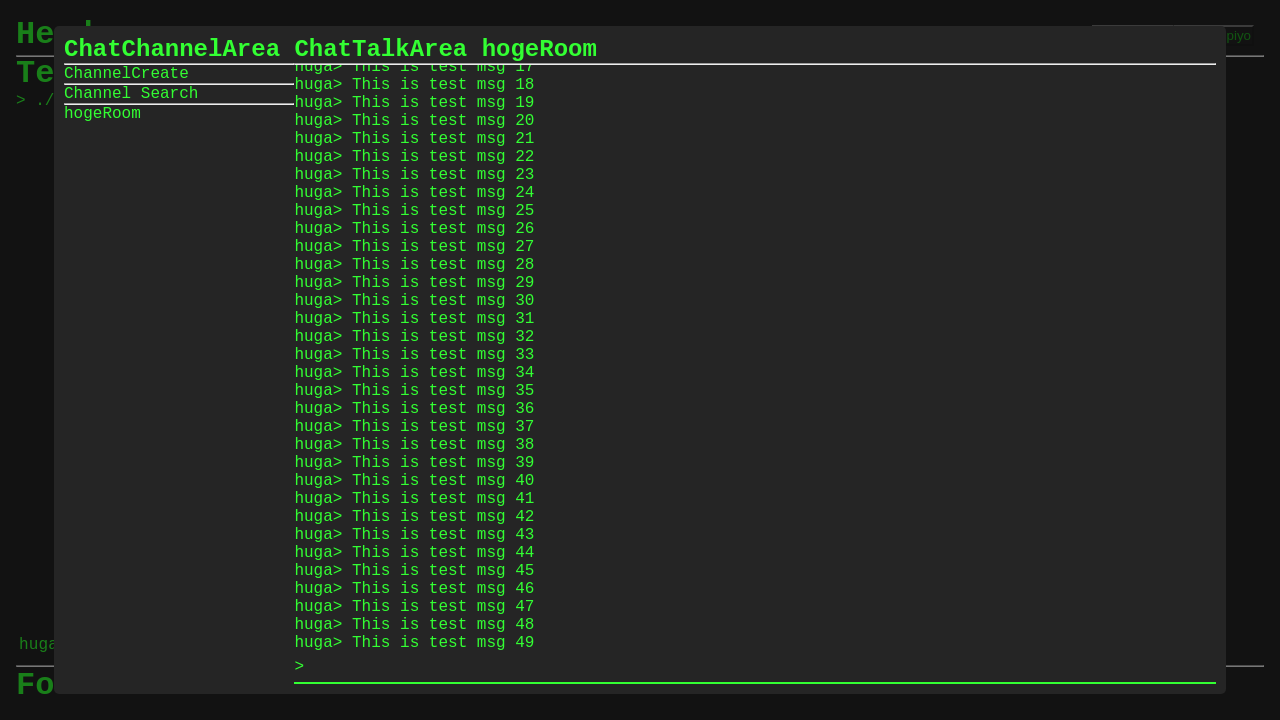 ChatChannelArea ChatTalkArea hogeRoom
piyo
> ./
ChannelCreate
Channel Search
hogeRoom
huga> This is test msg 17
huga> This is test msg 18
huga> This is test msg 19
huga> This is test msg 20
huga> This is test msg 21
huga> This is test msg 22
huga> This is test msg 23
huga> This is test msg 24
huga> This is test msg 25
huga> This is test msg 26
huga> This is test msg 27
huga> This is test msg 28
huga> This is test msg 29
huga> This is test msg 30
huga> This is test msg 31
huga> This is test msg 32
huga> This is test msg 33
huga> This is test msg 34
huga> This is test msg 35
huga> This is test msg 36
huga> This is test msg 37
huga> This is test msg 38
huga> This is test msg 39
huga> This is test msg 40
huga> This is test msg 41
huga> This is test msg 42
huga> This is test msg 43
huga> This is test msg 44
huga> This is test msg 45
huga> This is test msg 46
huga> This is test msg 47
huga> This is test msg 48
huga> This is test msg 49
>
huga